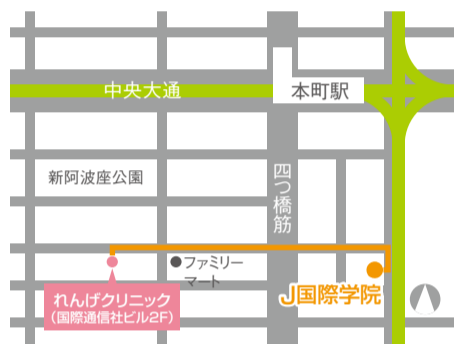 中央大通
本町駅
新阿波座公園
四つ橋筋
ファミリー
マート
れんげクリニック
(国際通信社ビル2F)
J国際学院